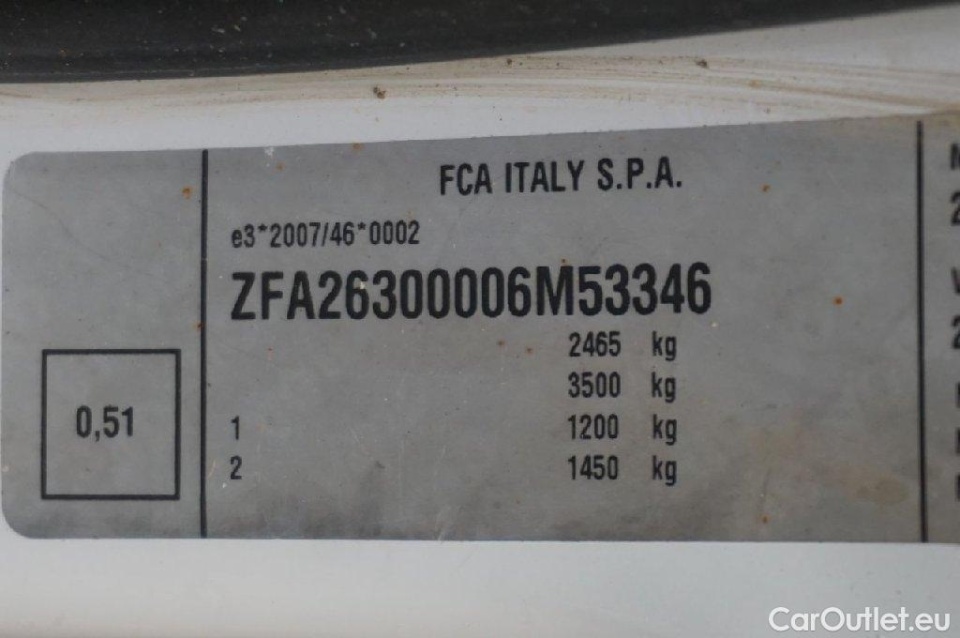 FCA ITALY S.P.A.
e3*2007/46*0002
ZFA26300006M53346
2465 kg
3500 kg
1 1200 kg
2 1450 kg
0,51
CarOutlet.eu